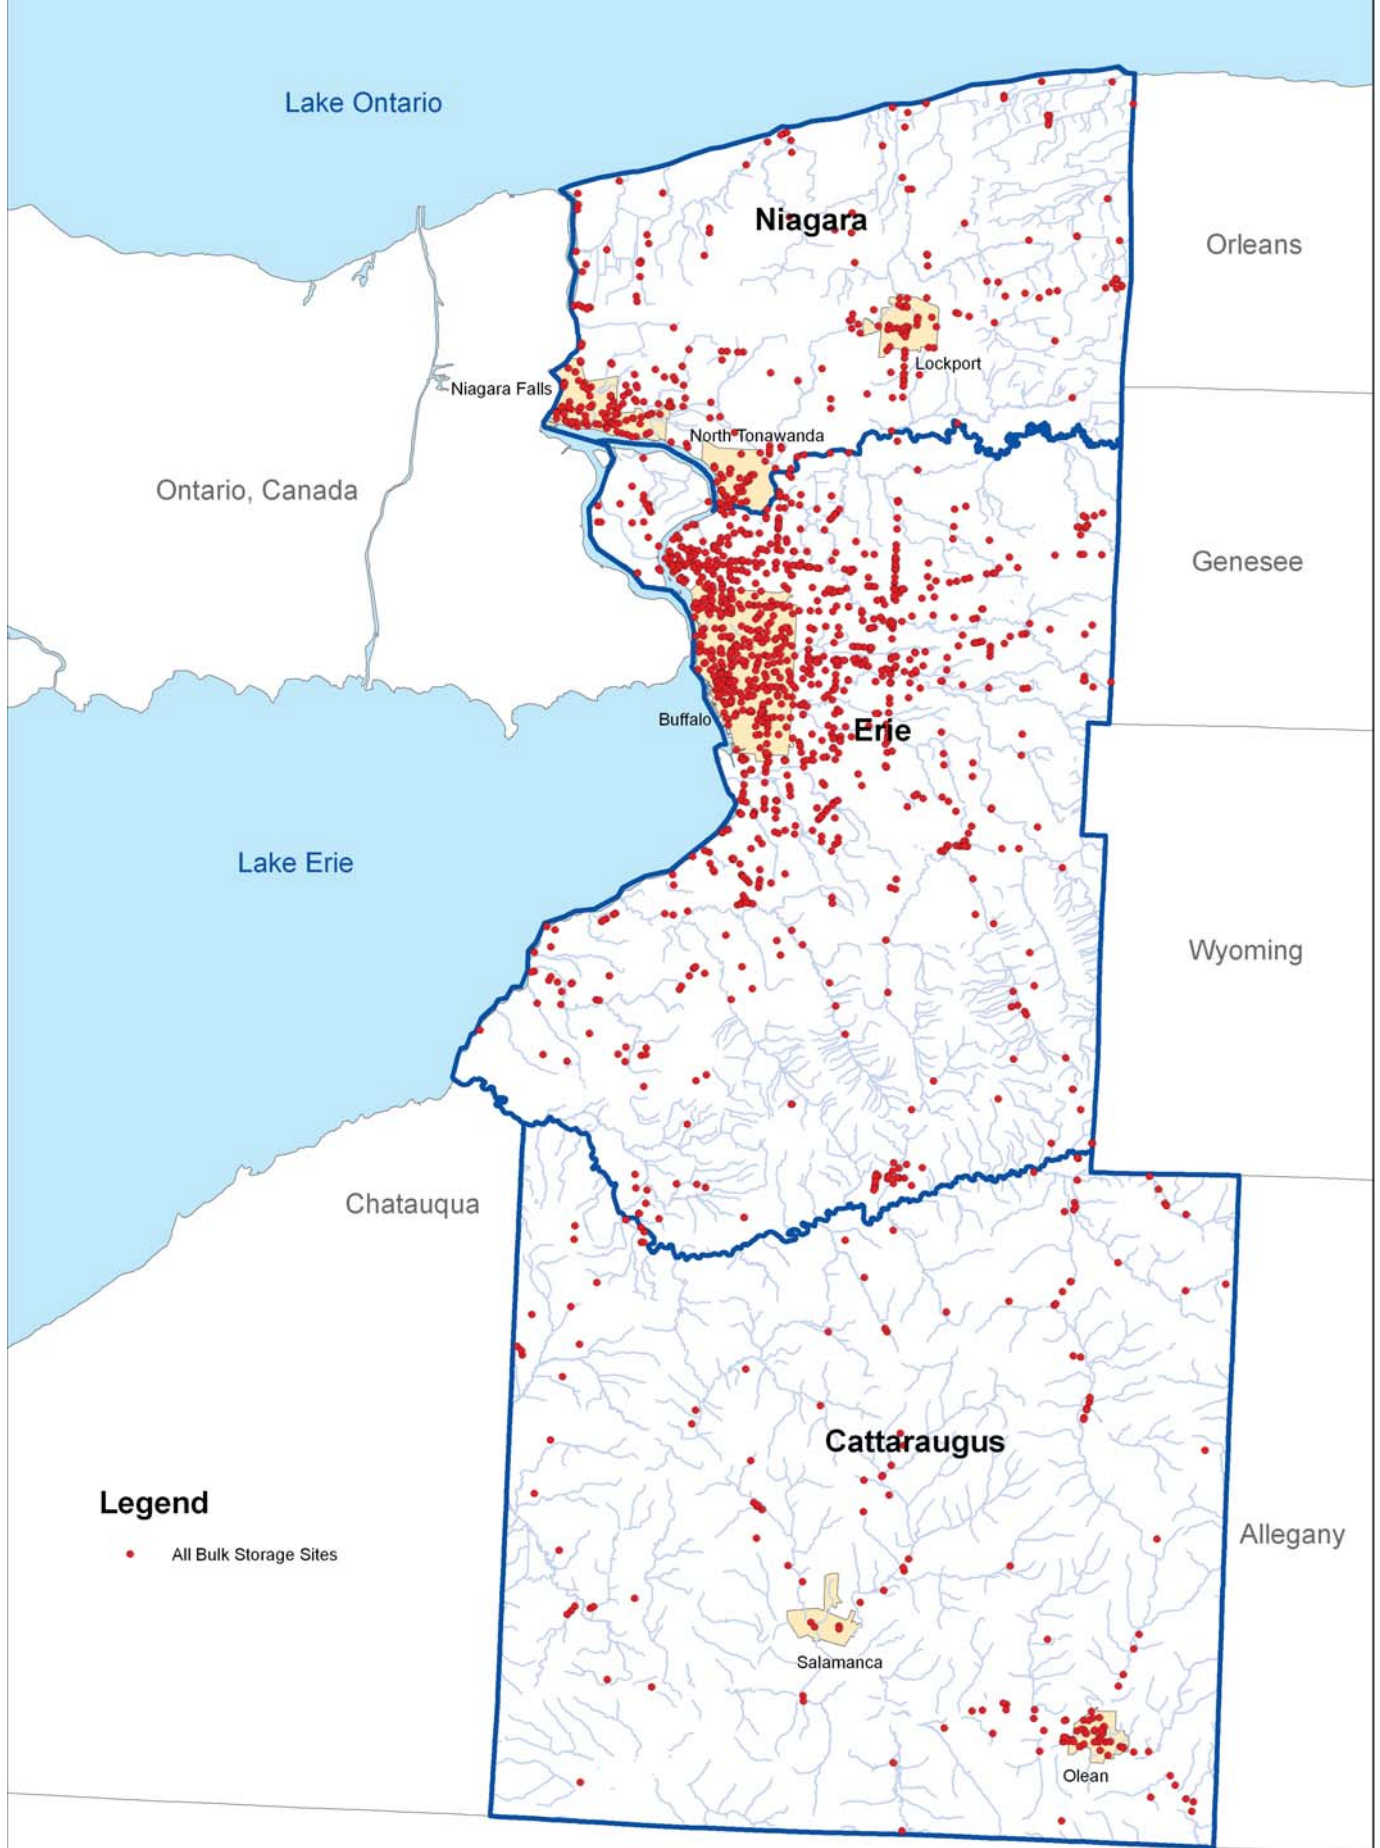 Lake Ontario
Niagara
Orleans
Lockport
Niagara Falls
North Tonawanda
Ontario, Canada
Genesee
Buffalo
Erie
Lake Erie
Wyoming
Chatauqua
Cattaraugus
Legend
All Bulk Storage Sites
Allegany
Salamanca
Olean